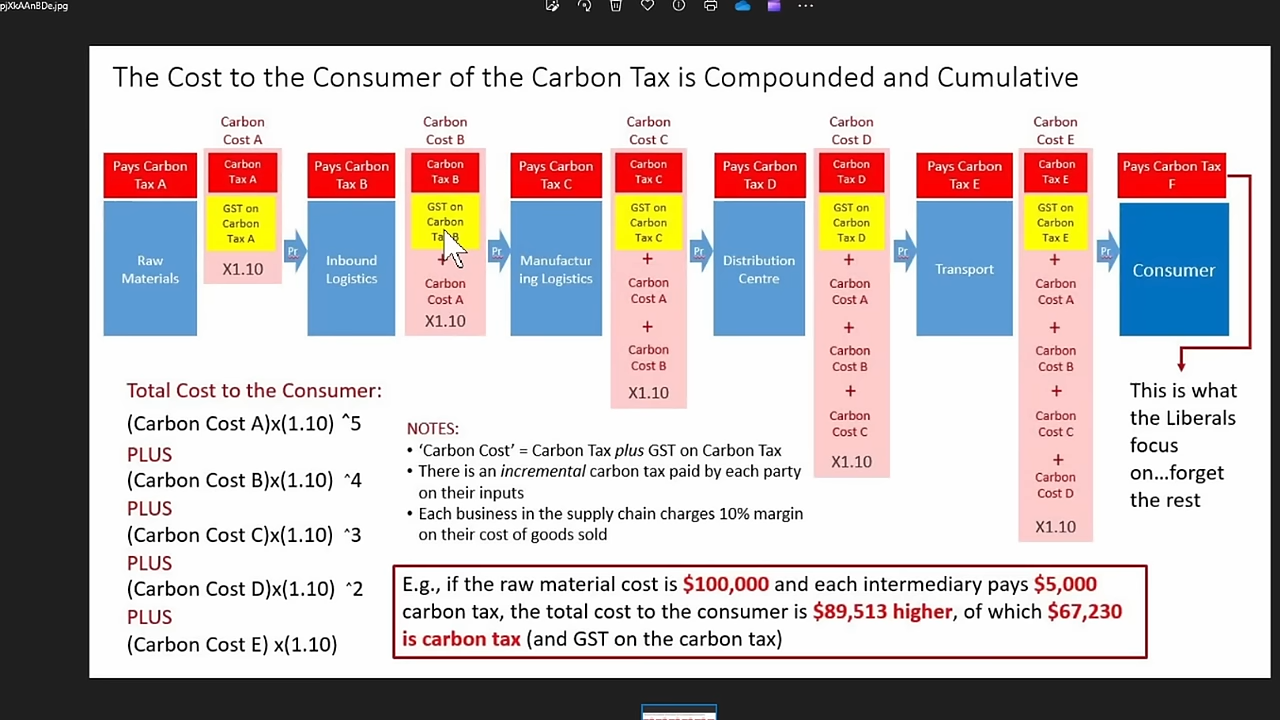 pjXkAAnBDe.jpg
The Cost to the Consumer of the Carbon Tax is Compounded and Cumulative
Carbon
Cost A
Carbon
Cost B
Carbon
Cost C
Carbon
Cost D
Carbon
Cost E
Pays Carbon
Tax A
Carbon
Tax A
Pays Carbon
Tax B
Carbon
Tax B
Pays Carbon
Tax C
Carbon
Tax C
Pays Carbon
Tax D
Carbon
Tax D
Pays Carbon
Tax E
Carbon
Tax E
Pays Carbon Tax
F
Raw
Materials
GST on
Carbon
Tax A
X1.10
Pr
Inbound
Logistics
GST on
Carbon
Tax B
+
Carbon
Cost A
X1.10
Pr
Manufactur
ing Logistics
GST on
Carbon
Tax C
+
Carbon
Cost A
+
Carbon
Cost B
X1.10
Pr
Distribution
Centre
GST on
Carbon
Tax D
+
Carbon
Cost A
+
Carbon
Cost B
+
Carbon
Cost C
X1.10
Pr
Transport
GST on
Carbon
Tax E
+
Carbon
Cost A
+
Carbon
Cost B
+
Carbon
Cost C
+
Carbon
Cost D
X1.10
Pr
Consumer
This is what
the Liberals
focus
on...forget
the rest
Total Cost to the Consumer:
(Carbon Cost A)x(1.10) ^5
PLUS
(Carbon Cost B)x(1.10) ^4
PLUS
(Carbon Cost C)x(1.10) ^3
PLUS
(Carbon Cost D)x(1.10) ^2
PLUS
(Carbon Cost E) x(1.10)
NOTES:
• ‘Carbon Cost’ = Carbon Tax plus GST on Carbon Tax
• There is an incremental carbon tax paid by each party
on their inputs
• Each business in the supply chain charges 10% margin
on their cost of goods sold
E.g., if the raw material cost is $100,000 and each intermediary pays $5,000
carbon tax, the total cost to the consumer is $89,513 higher, of which $67,230
is carbon tax (and GST on the carbon tax)